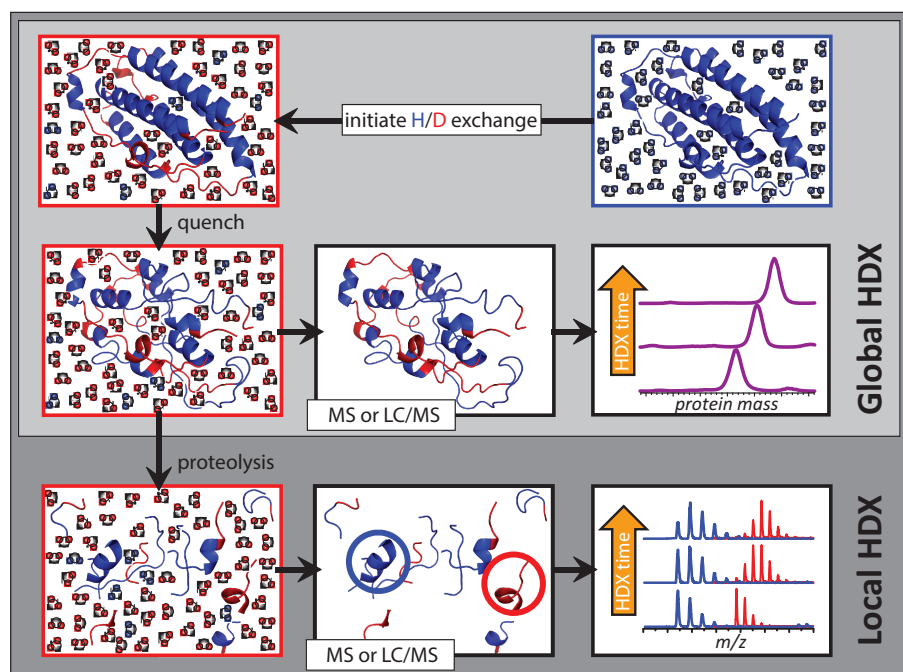 initiate H/D exchange
quench
HDX time
protein mass
MS or LC/MS
Global HDX
proteolysis
HDX time
m/z
MS or LC/MS
Local HDX